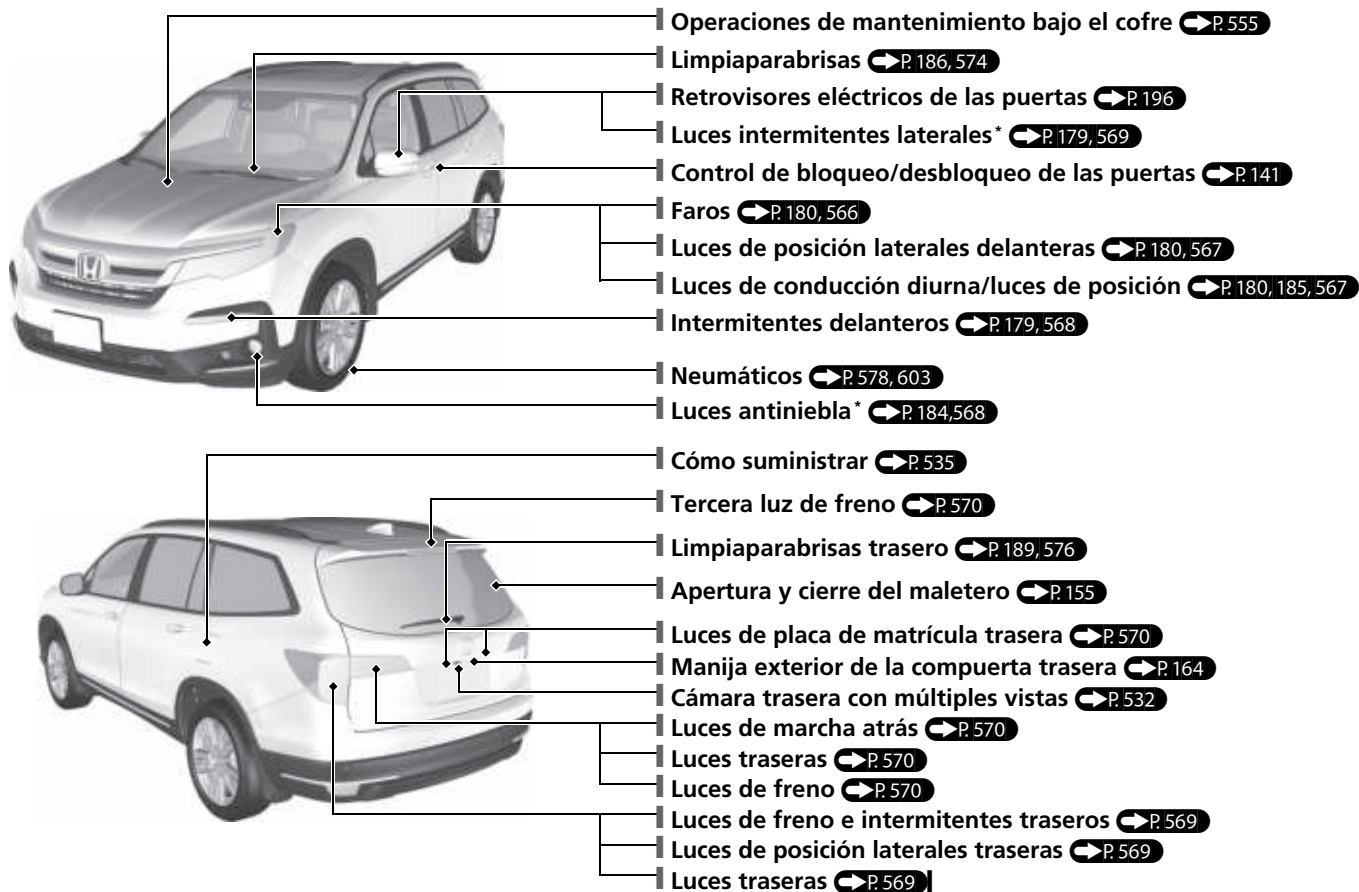 Operaciones de mantenimiento bajo el cofre P. 555
Limpiaparabrisas P. 186, 574
Retrovisores eléctricos de las puertas P. 196
Luces intermitentes laterales* P. 179, 569
Control de bloqueo/desbloqueo de las puertas P. 141
Faros P. 180, 566
Luces de posición laterales delanteras P. 180, 567
Luces de conducción diurna/luces de posición P. 180, 185, 567
Intermitentes delanteros P. 179, 568
Neumáticos P. 578, 603
Luces antiniebla* P. 184,568
Cómo suministrar P. 535
Tercera luz de freno P. 570
Limpiaparabrisas trasero P. 189, 576
Apertura y cierre del maletero P. 155
Luces de placa de matrícula trasera P. 570
Manija exterior de la compuerta trasera P. 164
Cámara trasera con múltiples vistas P. 532
Luces de marcha atrás P. 570
Luces traseras P. 570
Luces de freno P. 570
Luces de freno e intermitentes traseros P. 569
Luces de posición laterales traseras P. 569
Luces traseras P. 569